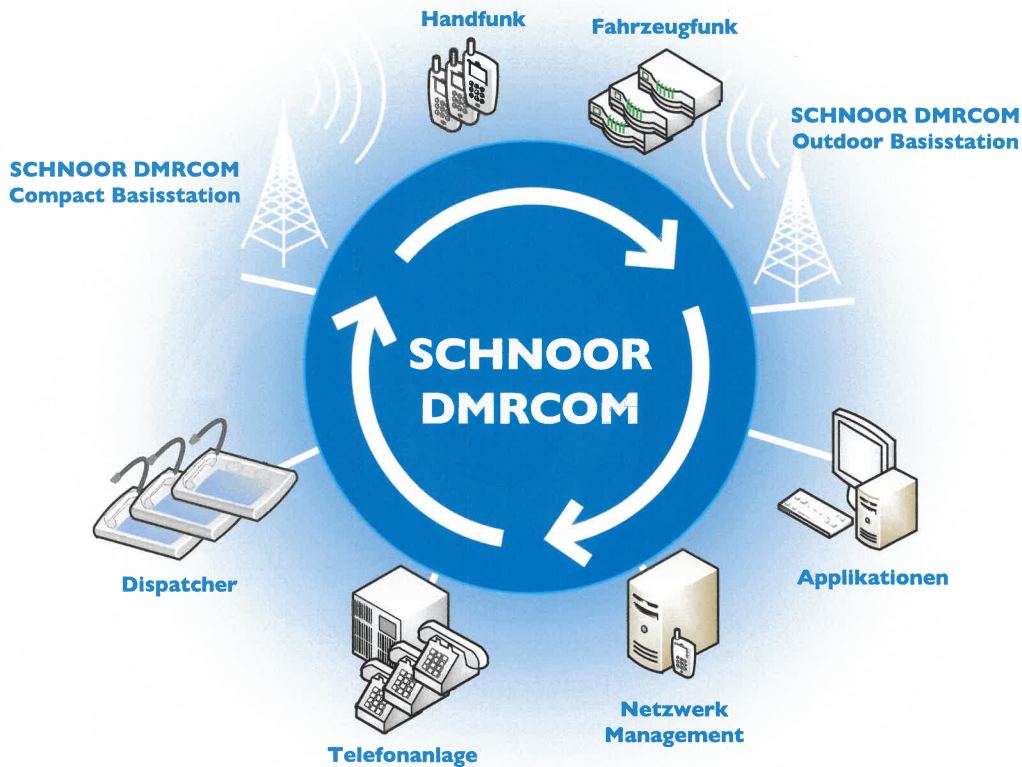 Handfunk
Fahrzeugfunk
SCHNOOR DMRCOM
Outdoor Basisstation
SCHNOOR DMRCOM
Compact Basisstation
SCHNOOR
DMRCOM
Dispatcher
Applikationen
Netzwerk
Management
Telefonanlage